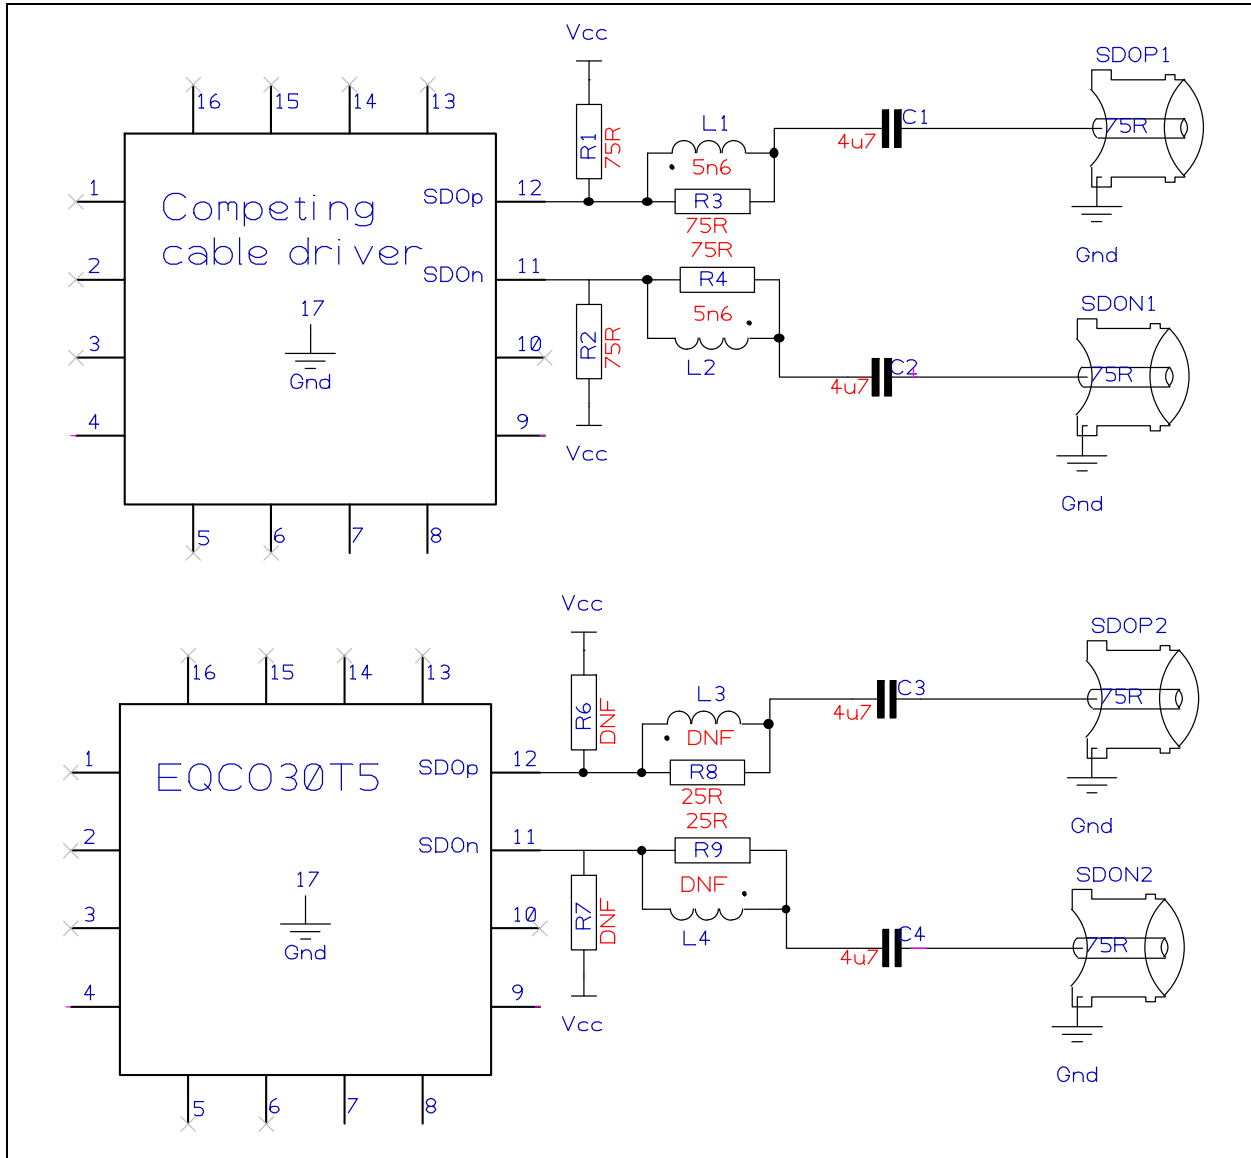 Vcc
SDOP1
16 15 14 13
L1
C1
R1 75R
4u7
75R
5n6
1
SDOp 12
R3
Competing
75R
cable driver
75R
Gnd
2
SDOn 11
R4
SDON1
17
5n6
3
10
R2 75R
C2
75R
Gnd
L2
4u7
4
9
Vcc
Gnd
5 6 7 8
Vcc
SDOP2
16 15 14 13
L3
C3
R6 DNF
4u7
75R
DNF
1
SDOp 12
R8
EQCO30T5
25R
25R
Gnd
2
SDOn 11
R9
SDON2
17
DNF
3
10
R7 DNF
C4
75R
Gnd
L4
4u7
4
9
Vcc
Gnd
5 6 7 8